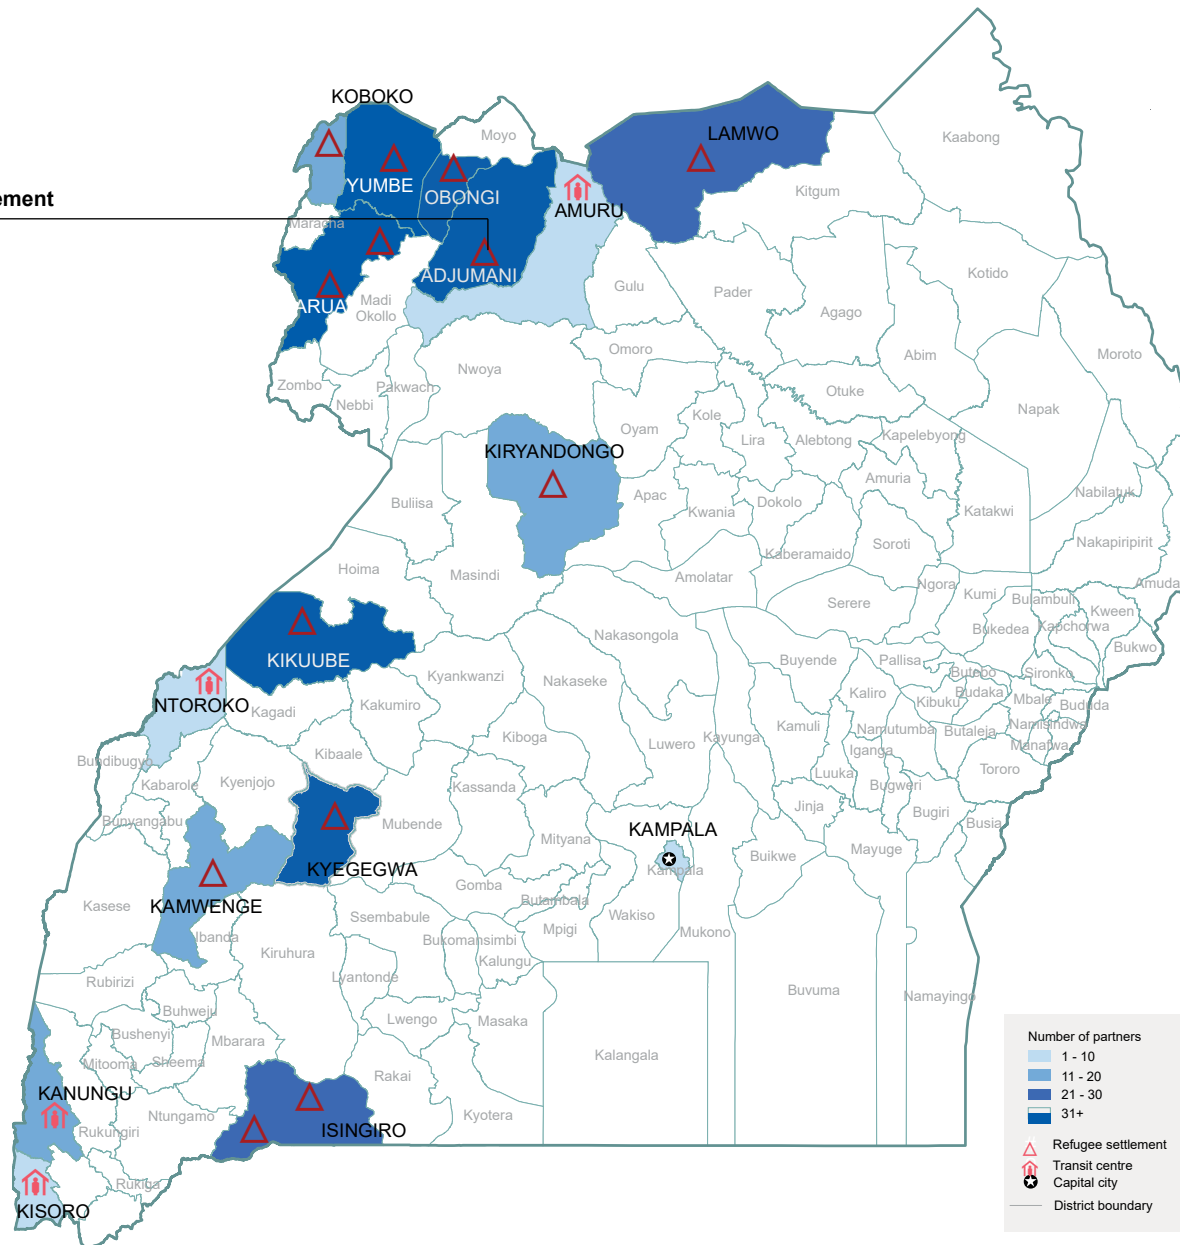 KOBOKO
Moyo
LAMWO
Kaabong
YUMBE
OBONGI
Kitgum
ement
AMURU
Maracha
ADJUMANI
Kotido
Gulu
Pader
ARUA
Madi
Okollo
Agago
Omoro
Abim
Moroto
Nwoya
Zombo
Pakwach
Nebbi
Otuke
Napak
Kole
Oyam
Lira
Alebtong
Kapelebyong
KIRYANDONGO
Amuria
Buliisa
Apac
Kwania
Dokolo
Katakwi
Nabilatuk
Soroti
Nakapiripirit
Kaberamaido
Hoima
Masindi
Amolatar
Ngora
Amuda
Serere
Kumi
Bulambuli
Kween
Bukedea
Kapchorwa
Nakasongola
Bukwo
KIKUUBE
Buyende
Pallisa
Butebo
Sironko
Kyankwanzi
Nakaseke
Kaliro
Budaka
Kibuku
Mbale
Bududa
NTOROKO
Kagadi
Kakumiro
Kamuli
Namutumba
Butaleja
Namisindwa
Kiboga
Luwero
Kayunga
Iganga
Manafwa
Kibaale
Bundibugyo
Luuka
Tororo
Kabarole
Kyenjojo
Kassanda
Bugweri
Jinja
Bugiri
Bunyangabu
Mubende
KAMPALA
Busia
Mityana
Mayuge
Buikwe
KYEGEGWA
Kampala
Gomba
Butambala
KAMWENGE
Kasese
Ssembabule
Wakiso
Mpigi
Mukono
Ibanda
Kiruhura
Bukomansimbi
Kalungu
Lyantonde
Rubirizi
Buvuma
Namayingo
Buhweju
Lwengo
Masaka
Bushenyi
Mbarara
Kalangala
Mitooma
Sheema
Rakai
KANUNGU
Ntungamo
Kyotera
Rukungiri
ISINGIRO
Rukiga
KISORO
Number of partners
1 - 10
11 - 20
21 - 30
31+
Refugee settlement
Transit centre
Capital city
District boundary